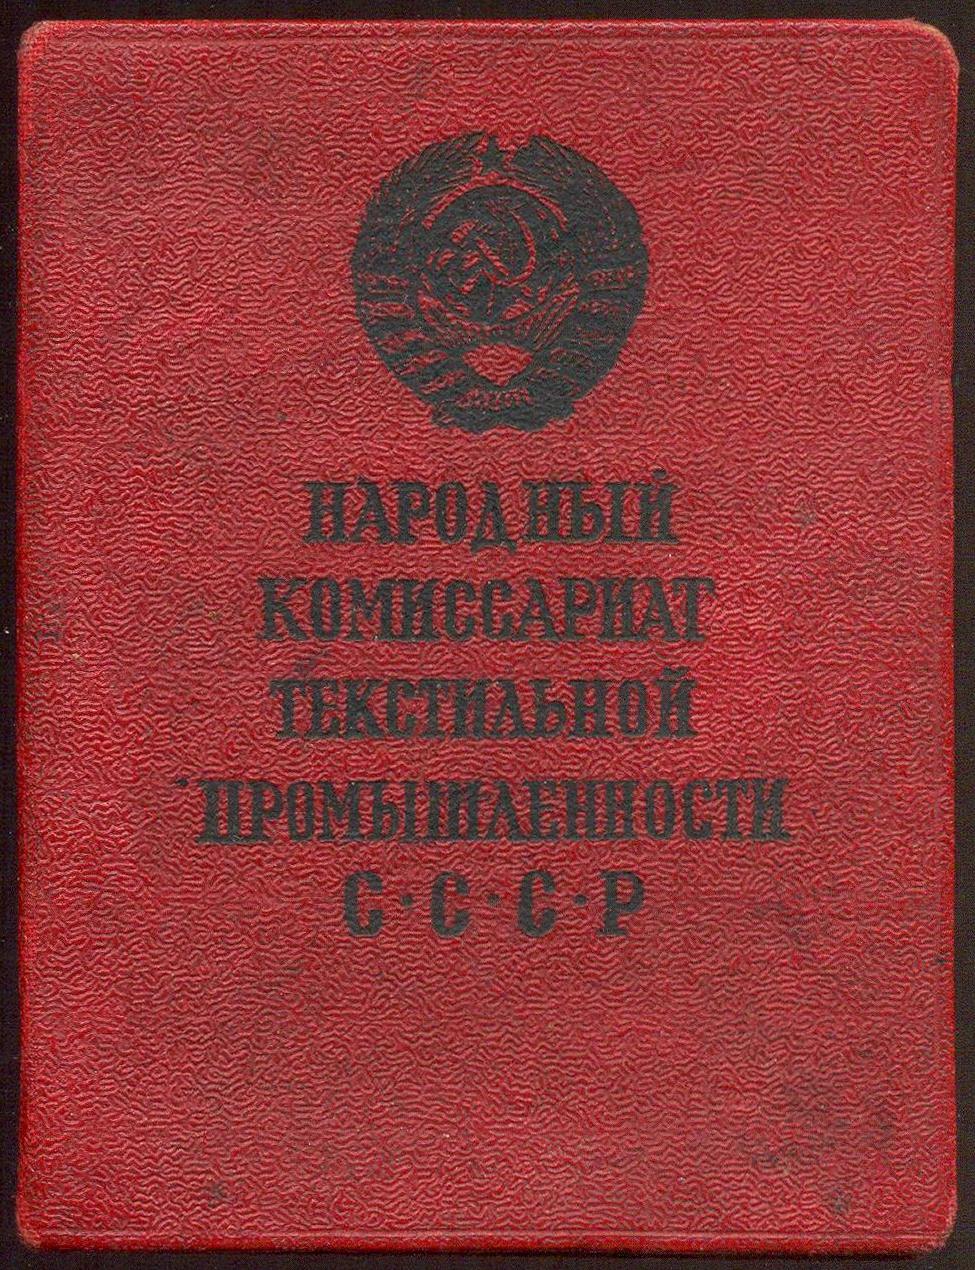 НАРОДНЫЙ
КОМИССАРИАТ
ТЕКСТИЛЬНОЙ
ПРОМЫШЛЕННОСТИ
С·С·С·Р